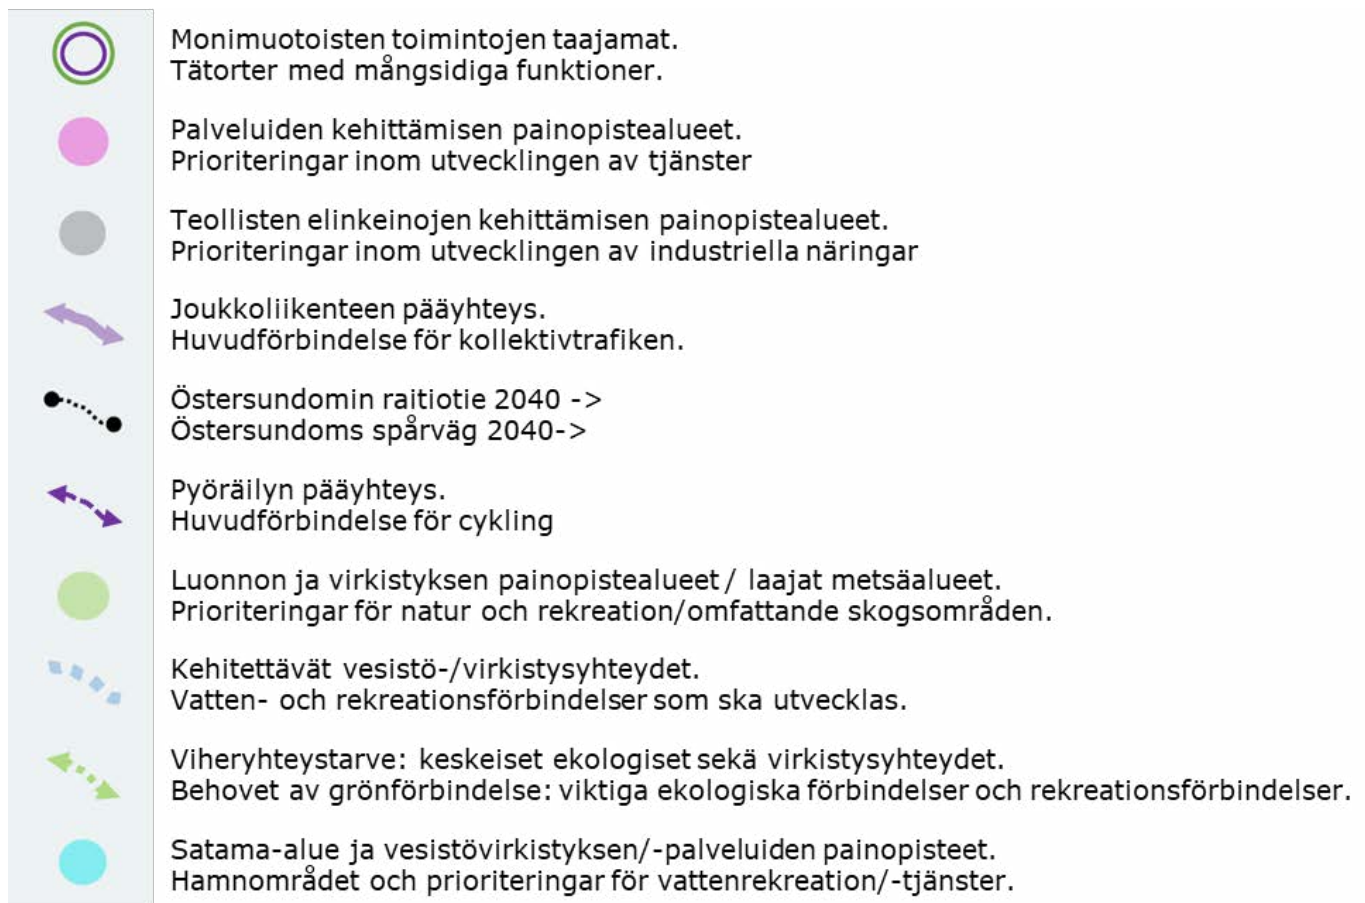 Monimuotoisten toimintojen taajamat.
Tätorter med mångsidiga funktioner.
Palveluiden kehittämisen painopistealueet.
Prioriteringar inom utvecklingen av tjänster
Teollisten elinkeinojen kehittämisen painopistealueet.
Prioriteringar inom utvecklingen av industriella näringar
Joukkoliikenteen pääyhteys.
Huvudförbindelse för kollektivtrafiken.
Östersundomin raitiotie 2040 ->
Östersundoms spårväg 2040->
Pyöräilyn pääyhteys.
Huvudförbindelse för cykling
Luonnon ja virkistyksen painopistealueet / laajat metsäalueet.
Prioriteringar för natur och rekreation/omfattande skogsområden.
Kehitettävät vesistö-/virkistysyhteydet.
Vatten- och rekreationsförbindelser som ska utvecklas.
Viheryhteystarve: keskeiset ekologiset sekä virkistysyhteydet.
Behovet av grönförbindelse: viktiga ekologiska förbindelser och rekreationsförbindelser.
Satama-alue ja vesistövirkistyksen/-palveluiden painopisteet.
Hamnområdet och prioriteringar för vattenrekreation/-tjänster.